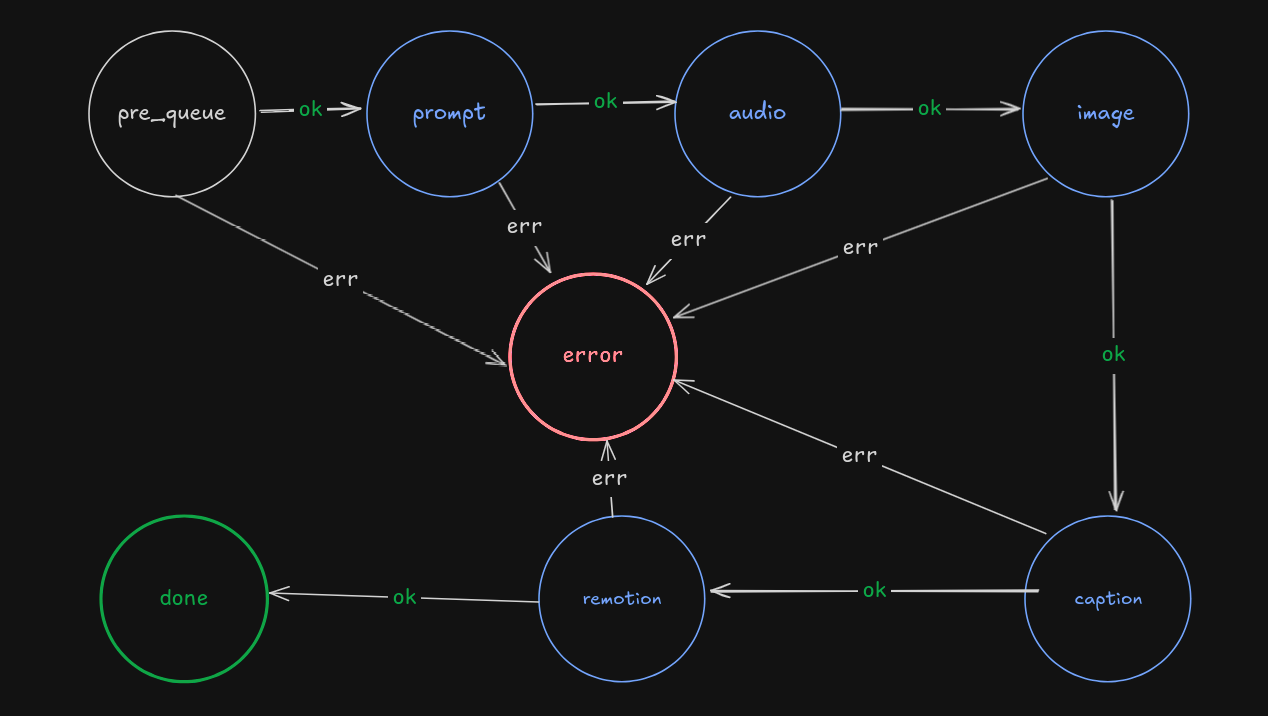 pre_queue
ok
prompt
ok
audio
ok
image
err
err
err
err
error
ok
err
err
done
ok
remotion
ok
caption